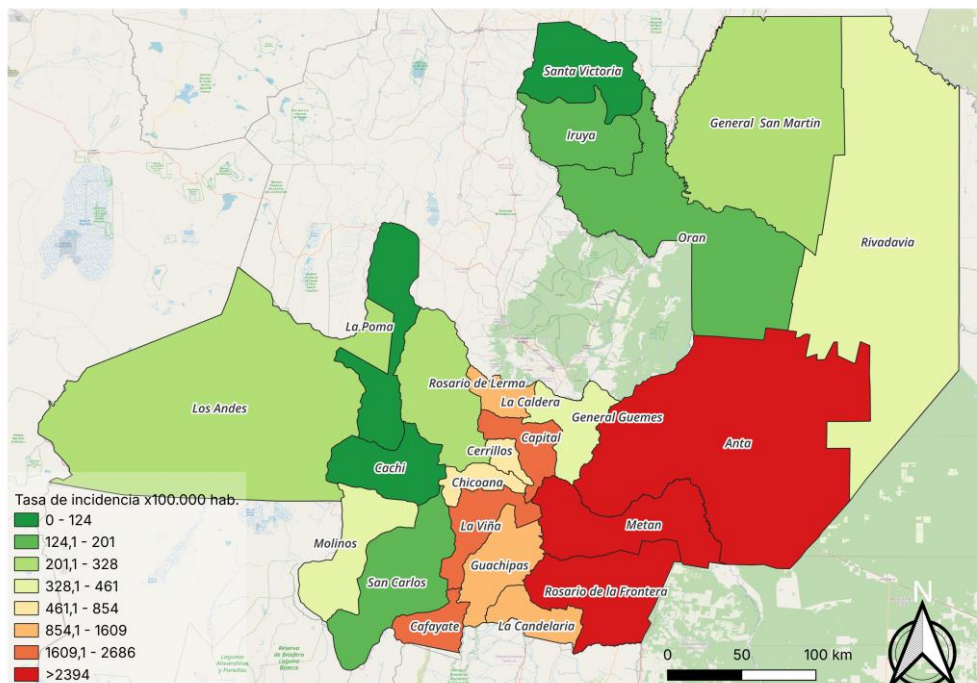 Santa Victoria
General San Martin
Iruya
Oran
Rivadavia
La Poma
Rosario de Lerma
La Caldera
Los Andes
General Guemes
Capital
Anta
Cerrillos
Cachi
Chicoana
Tasa de incidencia x100.000 hab.
0 - 124
124,1 - 201
201,1 - 328
328,1 - 461
461,1 - 854
854,1 - 1609
1609,1 - 2686
>2394
La Viña
Metan
Molinos
Guachipas
San Carlos
Rosario de la Frontera
Cafayate
La Candelaria
N
0 50 100 km